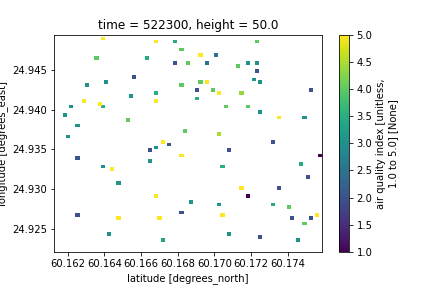 time = 522300, height = 50.0
24.945
24.940
24.935
24.930
24.925
longitude [degrees_east]
60.162 60.164 60.166 60.168 60.170 60.172 60.174
latitude [degrees_north]
5.0
4.5
4.0
3.5
3.0
2.5
2.0
1.5
1.0
air quality index [unitless,
1.0 to 5.0] [None]